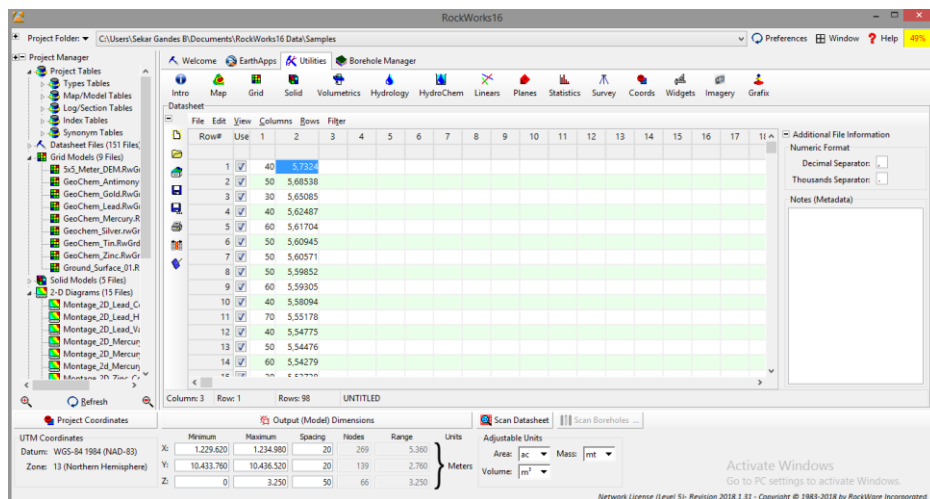 RockWorks16
Project Folder: C:\Users\Sekar Gandes B\Documents\RockWorks16 Data\Samples Preferences Window ? Help 49%
Project Manager
Project Tables
Types Tables
Map/Model Tables
Log/Section Tables
Index Tables
Synonym Tables
Datasheet Files (151 Files)
Grid Models (9 Files)
5x5_Meter_DEM.RwGr
GeoChem_Antimony
GeoChem_Gold.RwGr
GeoChem_Lead.RwGr
GeoChem_Mercury.R
Geochem_Silver.rwGr
GeoChem_Tin.RwGrd
GeoChem_Zinc.RwGr
Ground_Surface_01.R
Solid Models (5 Files)
2-D Diagrams (15 Files)
Montage_2D_Lead_C
Montage_2D_Lead_H
Montage_2D_Lead_Va
Montage_2D_Mercur
Montage_2D_Mercur
Montage_2d_Mercury
Montage_2D_Zinc_C
Refresh
Welcome EarthApps Utilities Borehole Manager
Intro Map Grid Solid Volumetrics Hydrology HydroChem Linears Planes Statistics Survey Coords Widgets Imagery Grafix
Datasheet
File Edit View Columns Rows Filter
Row# Use 1 2 3 4 5 6 7 8 9 10 11 12 13 14 15 16 17 18
1 40 5,7324
2 50 5,68538
3 30 5,65085
4 40 5,62487
5 60 5,61704
6 50 5,60945
7 50 5,60571
8 50 5,59852
9 60 5,59305
10 40 5,58094
11 70 5,55178
12 40 5,54775
13 50 5,54476
14 60 5,54279
15 30 5,53738
Column: 3 Row: 1 Rows: 98 UNTITLED
Additional File Information
Numeric Format
Decimal Separator: ,
Thousands Separator: .
Notes (Metadata)
Project Coordinates
UTM Coordinates
Datum: WGS-84 1984 (NAD-83)
Zone: 13 (Northern Hemisphere)
Output (Model) Dimensions
Minimum Maximum Spacing Nodes Range Units
X: 1.229.620 1.234.980 20 269 5.360
Y: 10.433.760 10.436.520 20 139 2.760 Meters
Z: 0 3.250 50 66 3.250
Scan Datasheet Scan Boreholes ...
Adjustable Units
Area: ac Mass: mt
Volume: m³
Activate Windows
Go to PC settings to activate Windows.
Network License (Level 5)- Revision 2018.1.31 - Copyright © 1983-2018 by RockWare Incorporated